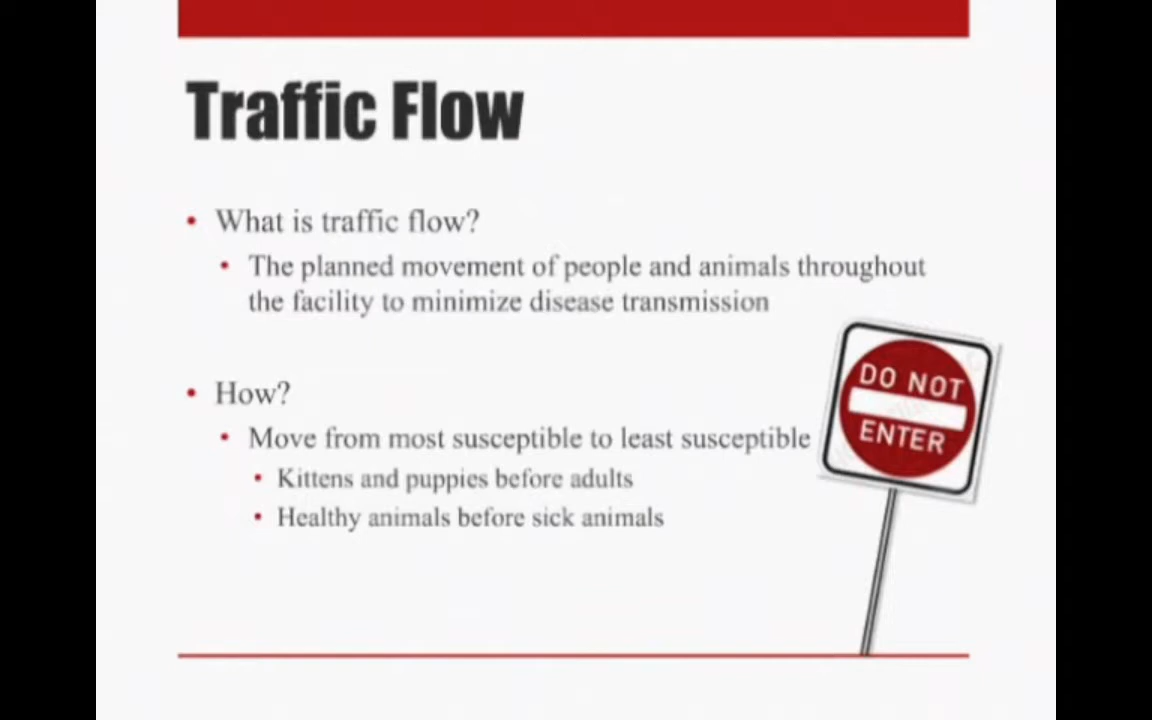 Traffic Flow
• What is traffic flow?
• The planned movement of people and animals throughout
the facility to minimize disease transmission
• How?
• Move from most susceptible to least susceptible
• Kittens and puppies before adults
• Healthy animals before sick animals
DO NOT
ENTER